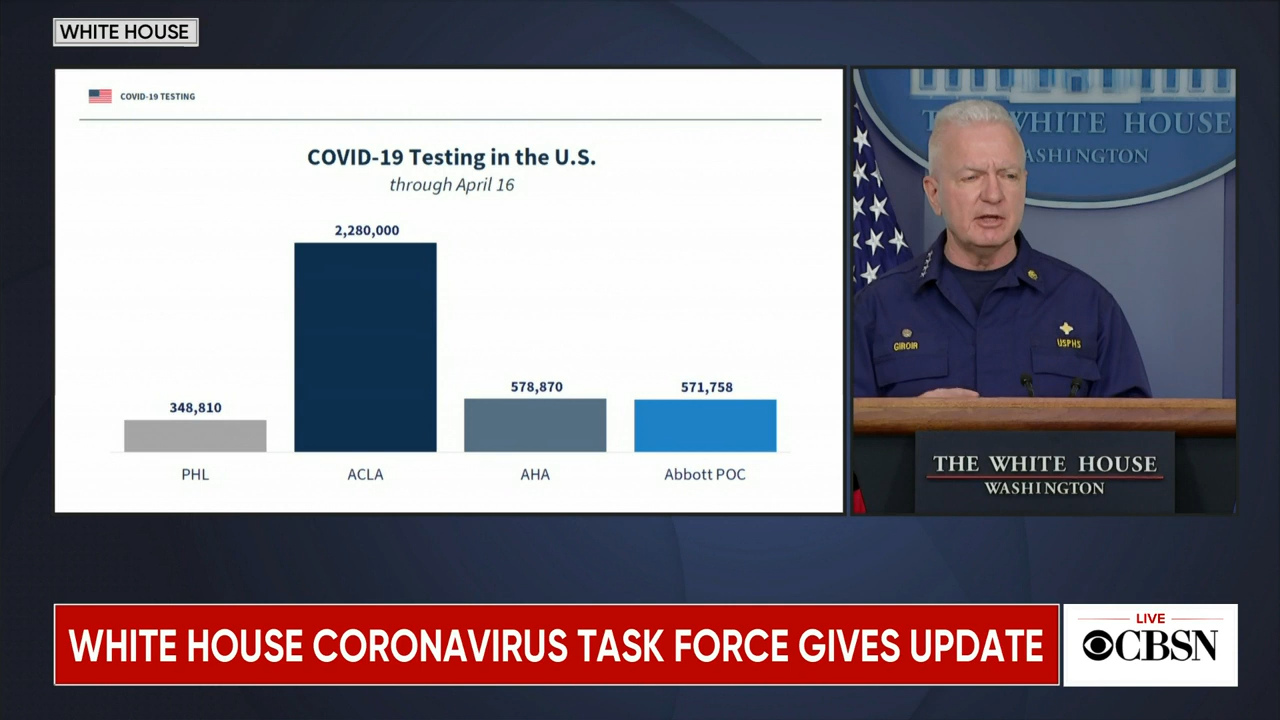 WHITE HOUSE
COVID-19 TESTING
COVID-19 Testing in the U.S.
through April 16
2,280,000
578,870
571,758
348,810
PHL
ACLA
AHA
Abbott POC
THE WHITE HOUSE
WASHINGTON
GIROIR
USPHS
THE WHITE HOUSE
WASHINGTON
WHITE HOUSE CORONAVIRUS TASK FORCE GIVES UPDATE
LIVE
CBSN